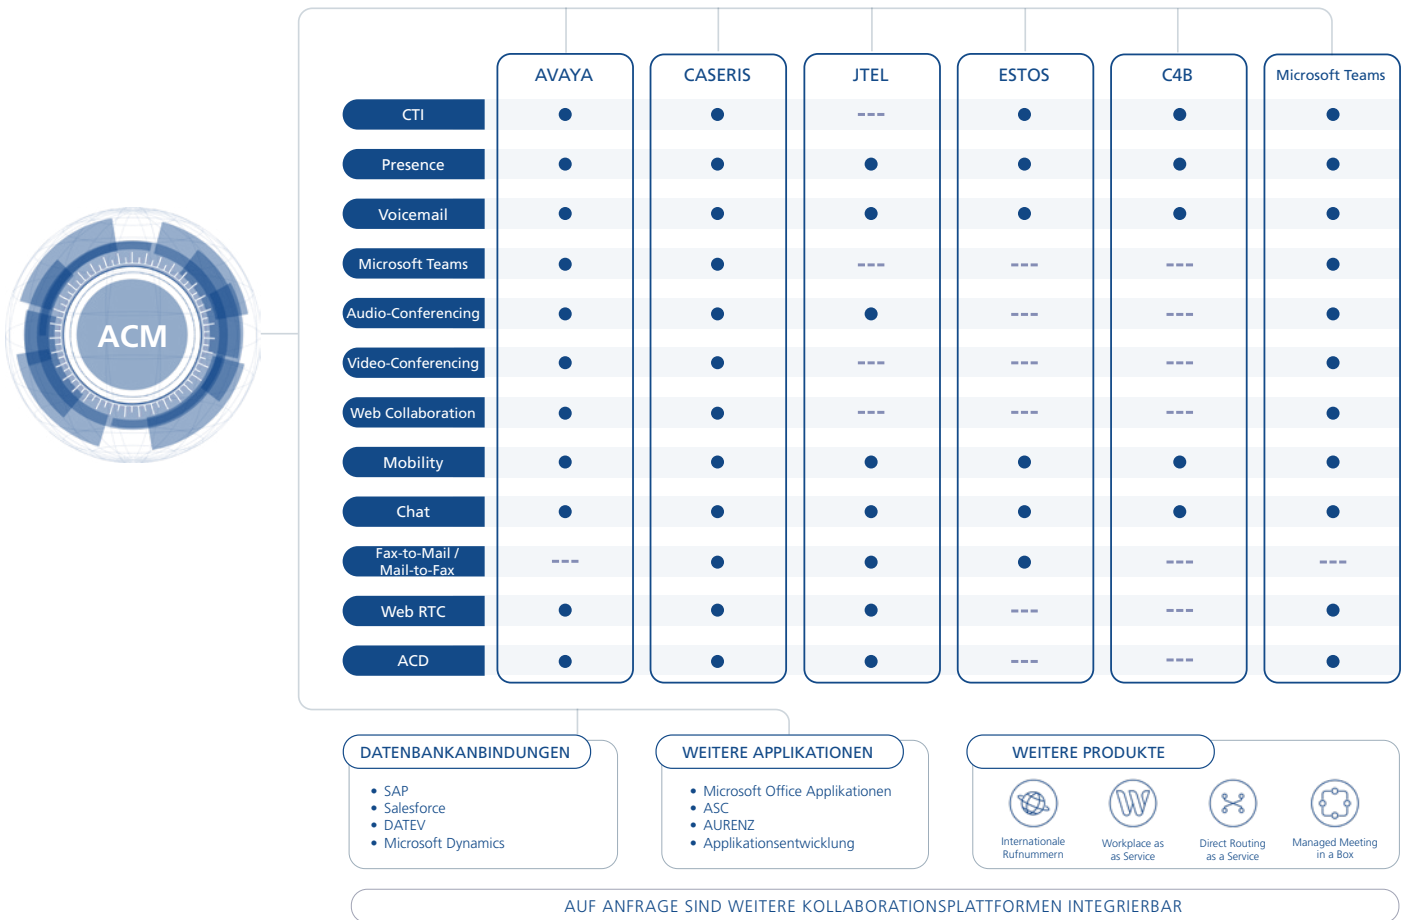 AVAYA CASERIS JTEL ESTOS C4B Microsoft Teams
CTI ---
Presence
Voicemail
Microsoft Teams --- --- ---
Audio-Conferencing --- ---
ACM
Video-Conferencing --- --- ---
Web Collaboration --- --- ---
Mobility
Chat
Fax-to-Mail /
Mail-to-Fax --- --- ---
Web RTC --- ---
ACD --- ---
DATENBANKANBINDUNGEN
• SAP
• Salesforce
• DATEV
• Microsoft Dynamics
WEITERE APPLIKATIONEN
• Microsoft Office Applikationen
• ASC
• AURENZ
• Applikationsentwicklung
WEITERE PRODUKTE
Internationale
Rufnummern
Workplace as
as Service
Direct Routing
as a Service
Managed Meeting
in a Box
AUF ANFRAGE SIND WEITERE KOLLABORATIONSPLATTFORMEN INTEGRIERBAR